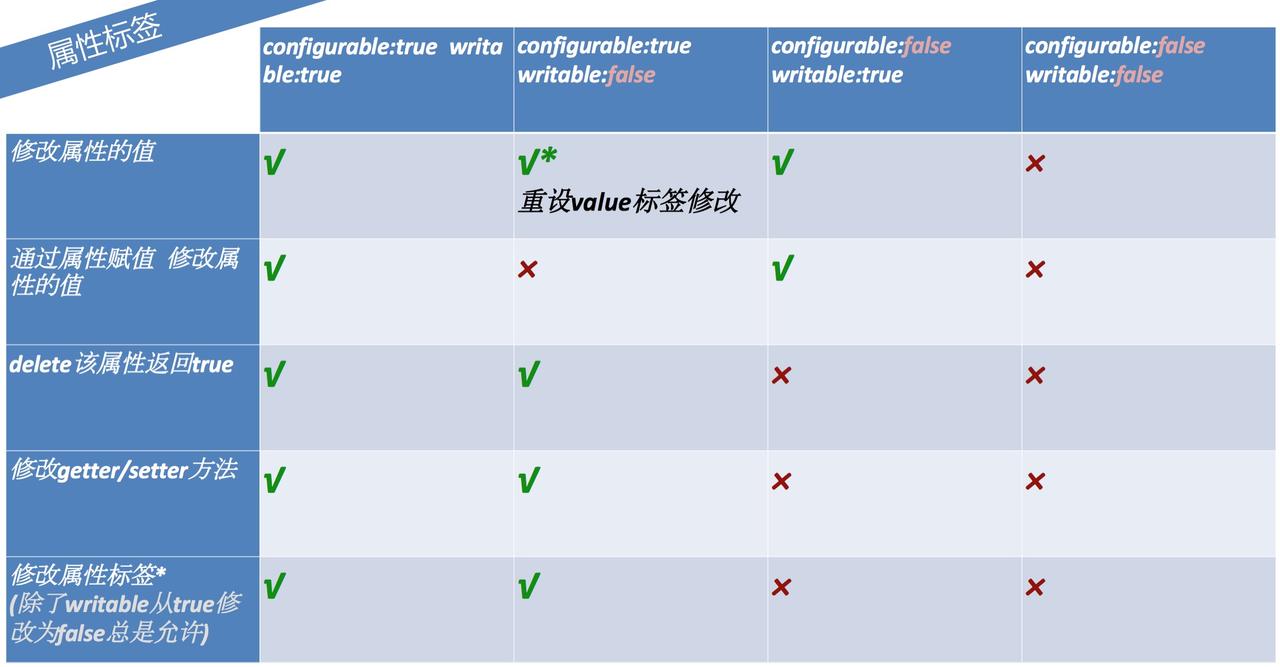 属性标签
configurable:true writa
ble:true
configurable:true
writable:false
configurable:false
writable:true
configurable:false
writable:false
修改属性的值
√
√*
重设value标签修改
√
×
通过属性赋值 修改属
性的值
√
×
√
×
delete该属性返回true
√
√
×
×
修改getter/setter方法
√
√
×
×
修改属性标签*
(除了writable从true修
改为false总是允许)
√
√
×
×